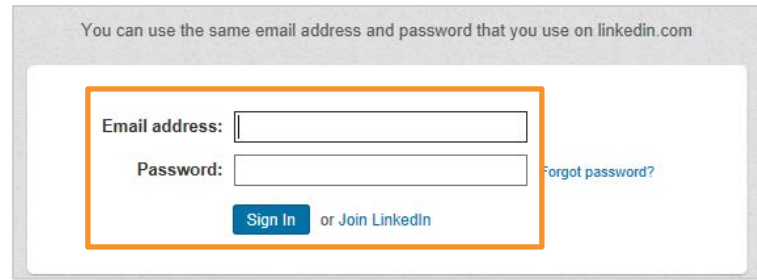 You can use the same email address and password that you use on linkedin.com
Email address:
Password:
Forgot password?
Sign In or Join LinkedIn